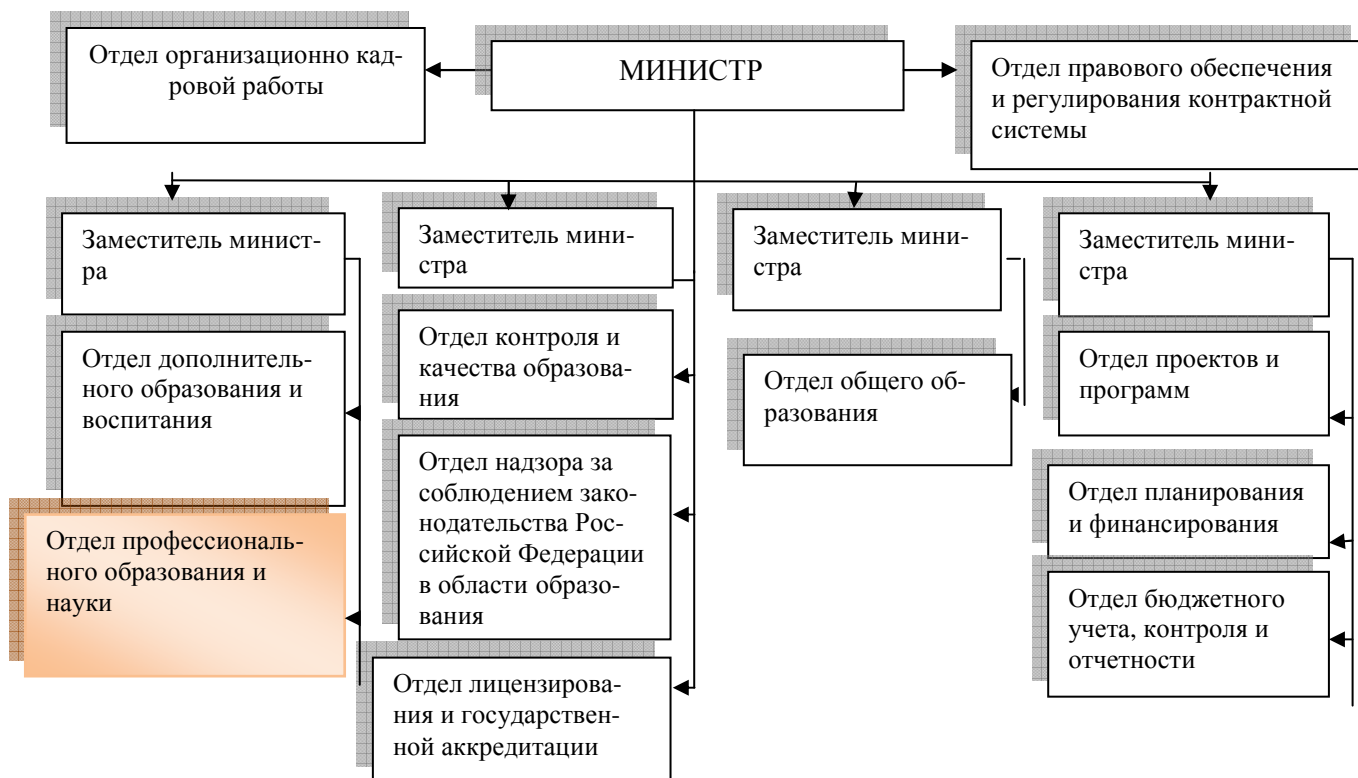 Отдел организационно кад-
ровой работы
МИНИСТР
Отдел правового обеспечения
и регулирования контрактной
системы
Заместитель минист-
ра
Отдел дополнитель-
ного образования и
воспитания
Отдел профессиональ-
ного образования и
науки
Заместитель мини-
стра
Отдел контроля и
качества образова-
ния
Отдел надзора за
соблюдением зако-
нодательства Рос-
сийской Федерации
в области образо-
вания
Отдел лицензирова-
ния и государствен-
ной аккредитации
Заместитель мини-
стра
Отдел общего об-
разования
Заместитель мини-
стра
Отдел проектов и
программ
Отдел планирования
и финансирования
Отдел бюджетного
учета, контроля и
отчетности